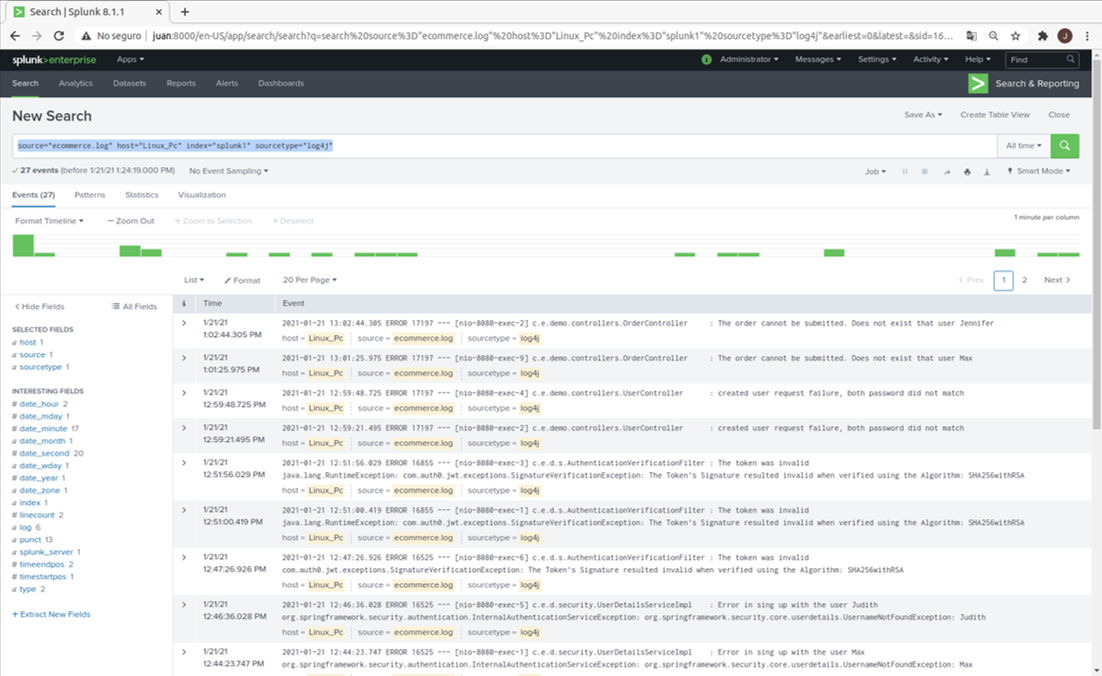 Search | Splunk 8.1.1
No seguro
juan:8000/en-US/app/search/search?q=search%20source%3D"ecommerce.log"%20host%3D"Linux_Pc"%20index%3D"splunk1"%20sourcetype%3D"log4j"&earliest=0&latest=&sid=16...
J
splunk>enterprise Apps
Administrator Messages Settings Activity Help Find
Search Analytics Datasets Reports Alerts Dashboards Search & Reporting
New Search Save As Create Table View Close
source="ecommerce.log" host="Linux_Pc" index="splunk1" sourcetype="log4j" All time
27 events (before 1/21/21 1:24:19.000 PM) No Event Sampling Job Smart Mode
Events (27) Patterns Statistics Visualization
Format Timeline — Zoom Out + Zoom to Selection × Deselect 1 minute per column
List Format 20 Per Page < Prev 1 2 Next >
< Hide Fields All Fields
SELECTED FIELDS
a host 1
a source 1
a sourcetype 1
INTERESTING FIELDS
# date_hour 2
# date_mday 1
# date_minute 17
a date_month 1
# date_second 20
a date_wday 1
# date_year 1
a date_zone 1
a index 1
# linecount 2
a log 6
a punct 13
a splunk_server 1
# timeendpos 2
# timestartpos 1
a type 2
+ Extract New Fields
i Time Event
1/21/21
1:02:44.305 PM
2021-01-21 13:02:44.305 ERROR 17197 --- [nio-8080-exec-2] c.e.demo.controllers.OrderController : The order cannot be submitted. Does not exist that user Jennifer
host = Linux_Pc source = ecommerce.log sourcetype = log4j
1/21/21
1:01:25.975 PM
2021-01-21 13:01:25.975 ERROR 17197 --- [nio-8080-exec-9] c.e.demo.controllers.OrderController : The order cannot be submitted. Does not exist that user Max
host = Linux_Pc source = ecommerce.log sourcetype = log4j
1/21/21
12:59:48.725 PM
2021-01-21 12:59:48.725 ERROR 17197 --- [nio-8080-exec-4] c.e.demo.controllers.UserController : created user request failure, both password did not match
host = Linux_Pc source = ecommerce.log sourcetype = log4j
1/21/21
12:59:21.495 PM
2021-01-21 12:59:21.495 ERROR 17197 --- [nio-8080-exec-2] c.e.demo.controllers.UserController : created user request failure, both password did not match
host = Linux_Pc source = ecommerce.log sourcetype = log4j
1/21/21
12:51:56.029 PM
2021-01-21 12:51:56.029 ERROR 16855 --- [nio-8080-exec-3] c.e.d.s.AuthenticationVerificationFilter : The token was invalid
java.lang.RuntimeException: com.auth0.jwt.exceptions.SignatureVerificationException: The Token's Signature resulted invalid when verified using the Algorithm: SHA256withRSA
host = Linux_Pc source = ecommerce.log sourcetype = log4j
1/21/21
12:51:00.419 PM
2021-01-21 12:51:00.419 ERROR 16855 --- [nio-8080-exec-1] c.e.d.s.AuthenticationVerificationFilter : The token was invalid
java.lang.RuntimeException: com.auth0.jwt.exceptions.SignatureVerificationException: The Token's Signature resulted invalid when verified using the Algorithm: SHA256withRSA
host = Linux_Pc source = ecommerce.log sourcetype = log4j
1/21/21
12:47:26.926 PM
2021-01-21 12:47:26.926 ERROR 16525 --- [nio-8080-exec-6] c.e.d.s.AuthenticationVerificationFilter : The token was invalid
com.auth0.jwt.exceptions.SignatureVerificationException: The Token's Signature resulted invalid when verified using the Algorithm: SHA256withRSA
host = Linux_Pc source = ecommerce.log sourcetype = log4j
1/21/21
12:46:36.028 PM
2021-01-21 12:46:36.028 ERROR 16525 --- [nio-8080-exec-5] c.e.d.security.UserDetailsServiceImpl : Error in sing up with the user Judith
org.springframework.security.authentication.InternalAuthenticationServiceException: org.springframework.security.core.userdetails.UsernameNotFoundException: Judith
host = Linux_Pc source = ecommerce.log sourcetype = log4j
1/21/21
12:44:23.747 PM
2021-01-21 12:44:23.747 ERROR 16525 --- [nio-8080-exec-1] c.e.d.security.UserDetailsServiceImpl : Error in sing up with the user Max
org.springframework.security.authentication.InternalAuthenticationServiceException: org.springframework.security.core.userdetails.UsernameNotFoundException: Max